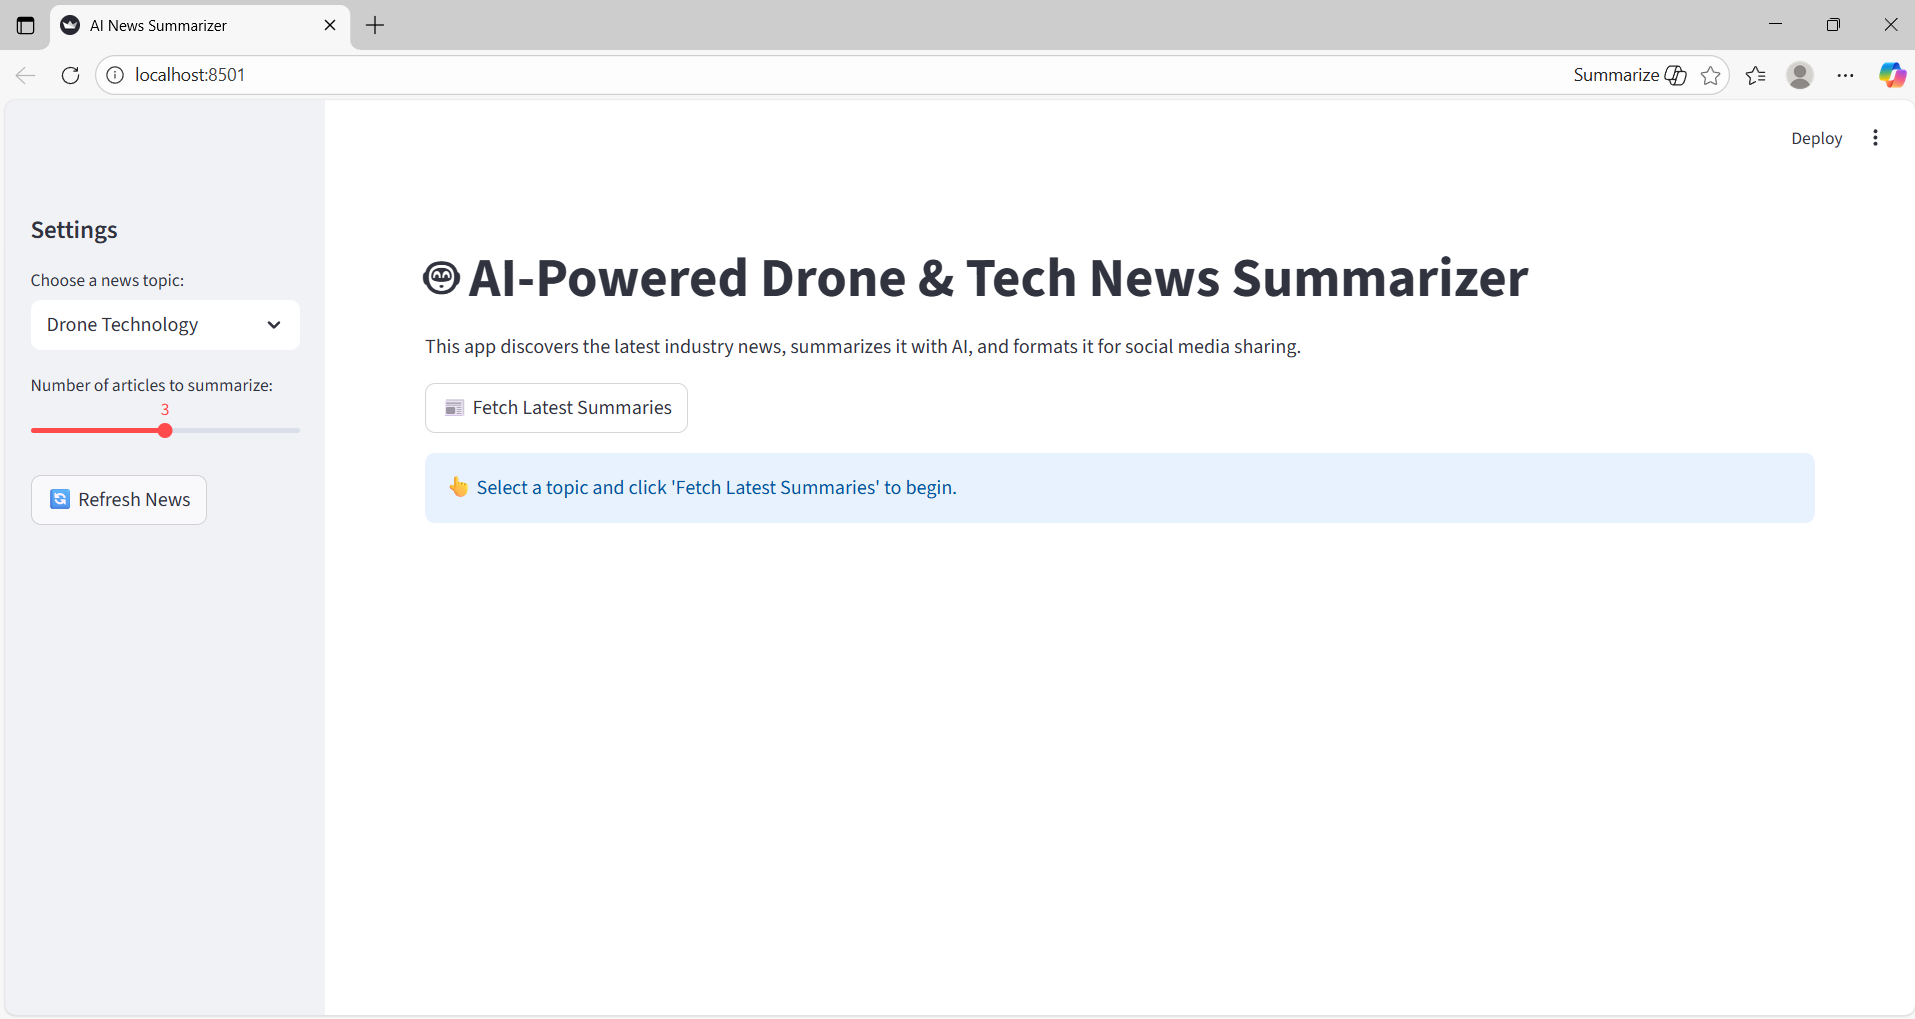 AI News Summarizer
localhost:8501
Summarize
Deploy
Settings
Choose a news topic:
Drone Technology
Number of articles to summarize:
3
Refresh News
AI-Powered Drone & Tech News Summarizer
This app discovers the latest industry news, summarizes it with AI, and formats it for social media sharing.
Fetch Latest Summaries
Select a topic and click 'Fetch Latest Summaries' to begin.